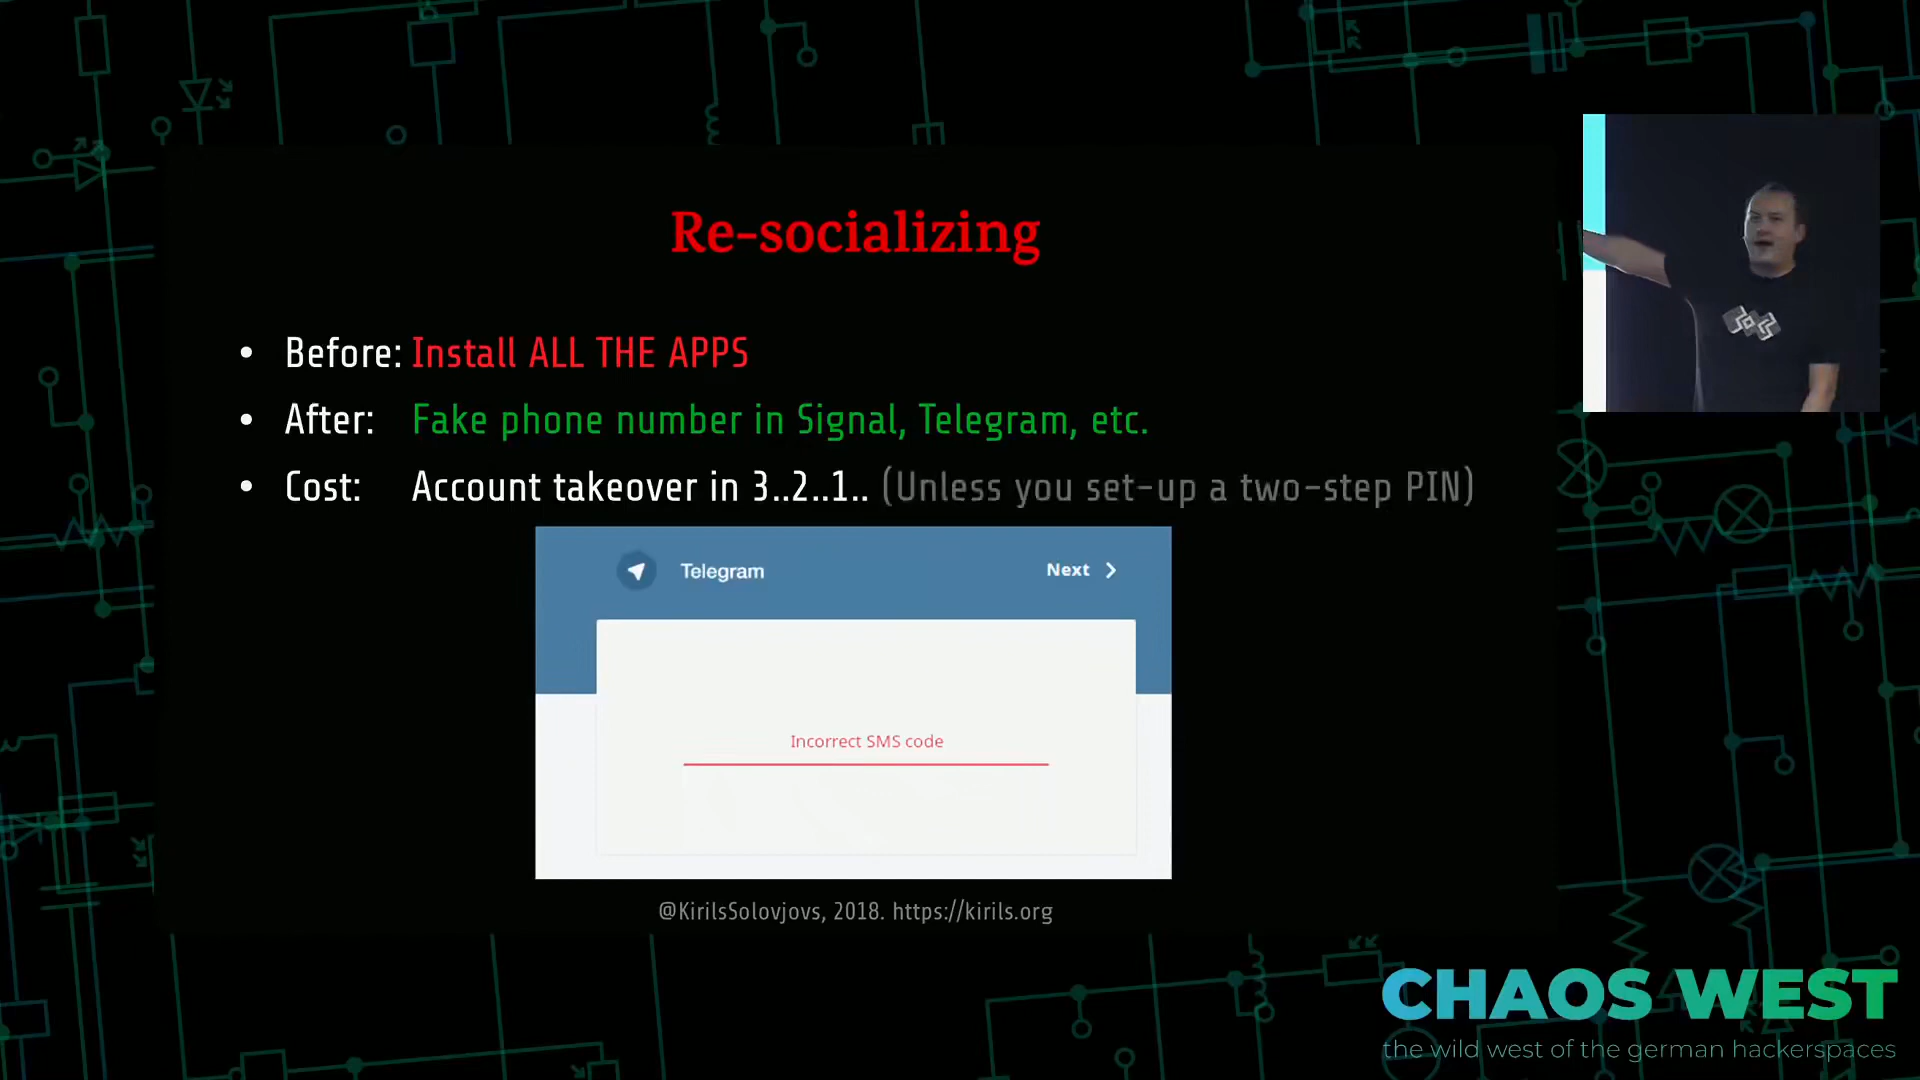 Re-socializing
• Before: Install ALL THE APPS
• After: Fake phone number in Signal, Telegram, etc.
• Cost: Account takeover in 3..2..1.. (Unless you set-up a two-step PIN)
Telegram
Next
Incorrect SMS code
@KirilsSolovjovs, 2018. https://kirils.org
CHAOS WEST
the wild west of the german hackerspaces